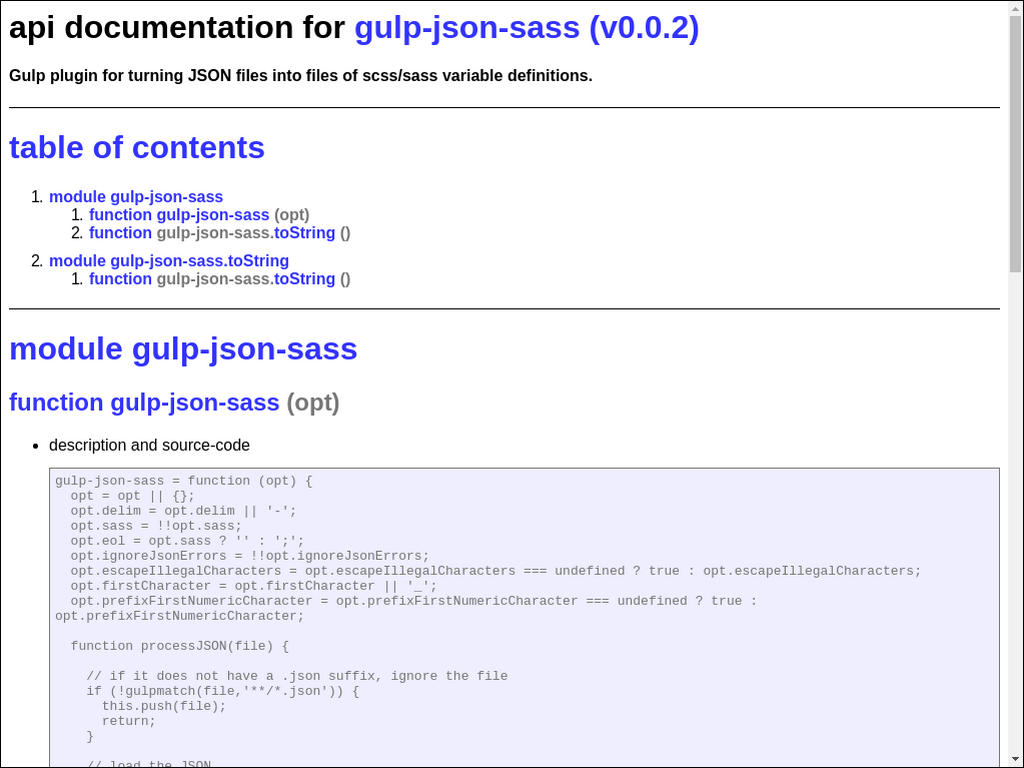 api documentation for gulp-json-sass (v0.0.2)
Gulp plugin for turning JSON files into files of scss/sass variable definitions.
table of contents
1. module gulp-json-sass
1. function gulp-json-sass (opt)
2. function gulp-json-sass.toString ()
2. module gulp-json-sass.toString
1. function gulp-json-sass.toString ()
module gulp-json-sass
function gulp-json-sass (opt)
• description and source-code
gulp-json-sass = function (opt) {
  opt = opt || {};
  opt.delim = opt.delim || '-';
  opt.sass = !!opt.sass;
  opt.eol = opt.sass ? '' : ';';
  opt.ignoreJsonErrors = !!opt.ignoreJsonErrors;
  opt.escapeIllegalCharacters = opt.escapeIllegalCharacters === undefined ? true : opt.escapeIllegalCharacters;
  opt.firstCharacter = opt.firstCharacter || '_';
  opt.prefixFirstNumericCharacter = opt.prefixFirstNumericCharacter === undefined ? true :
opt.prefixFirstNumericCharacter;
  function processJSON(file) {
    // if it does not have a .json suffix, ignore the file
    if (!gulpmatch(file,'**/*.json')) {
      this.push(file);
      return;
    }
    // load the JSON